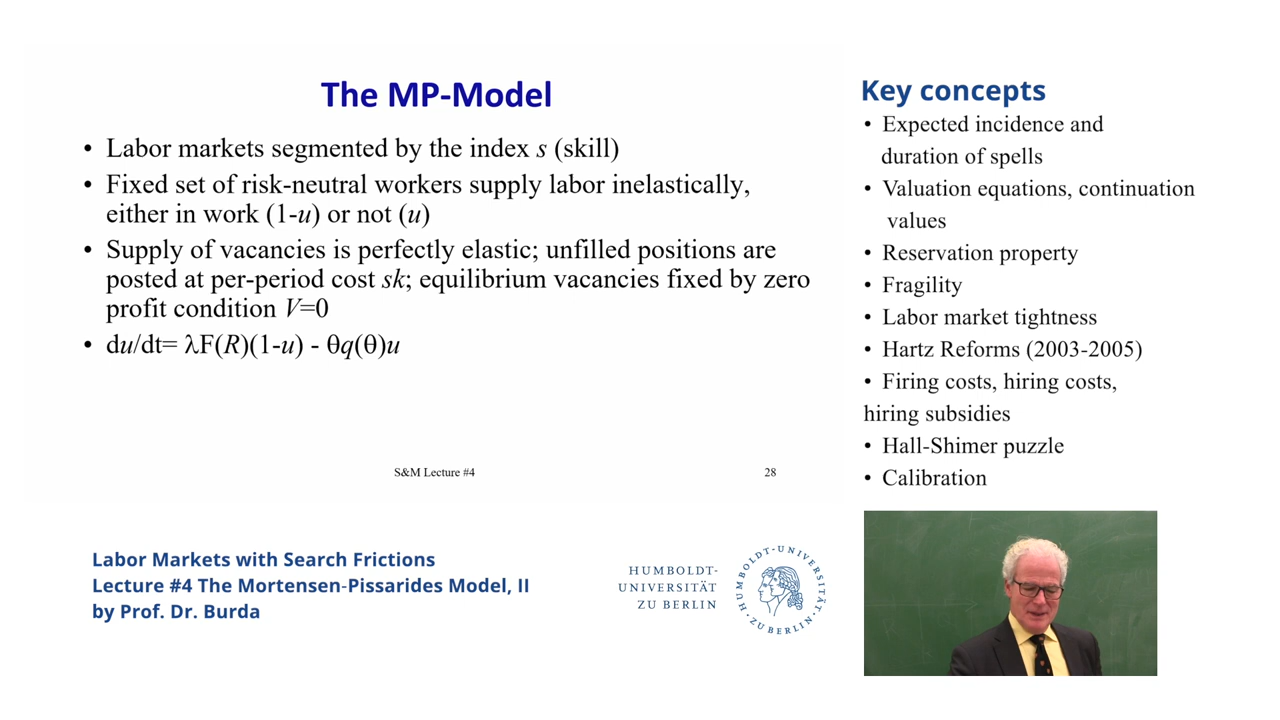 The MP-Model
• Labor markets segmented by the index s (skill)
• Fixed set of risk-neutral workers supply labor inelastically,
either in work (1-u) or not (u)
• Supply of vacancies is perfectly elastic; unfilled positions are
posted at per-period cost sk; equilibrium vacancies fixed by zero
profit condition V=0
• du/dt= λF(R)(1-u) - θq(θ)u
S&M Lecture #4
28
Key concepts
• Expected incidence and
duration of spells
• Valuation equations, continuation
values
• Reservation property
• Fragility
• Labor market tightness
• Hartz Reforms (2003-2005)
• Firing costs, hiring costs,
hiring subsidies
• Hall-Shimer puzzle
• Calibration
Labor Markets with Search Frictions
Lecture #4 The Mortensen-Pissarides Model, II
by Prof. Dr. Burda
HUMBOLDT-
UNIVERSITÄT
ZU BERLIN
HUMBOLDT-UNIVERSITÄT
ZU BERLIN